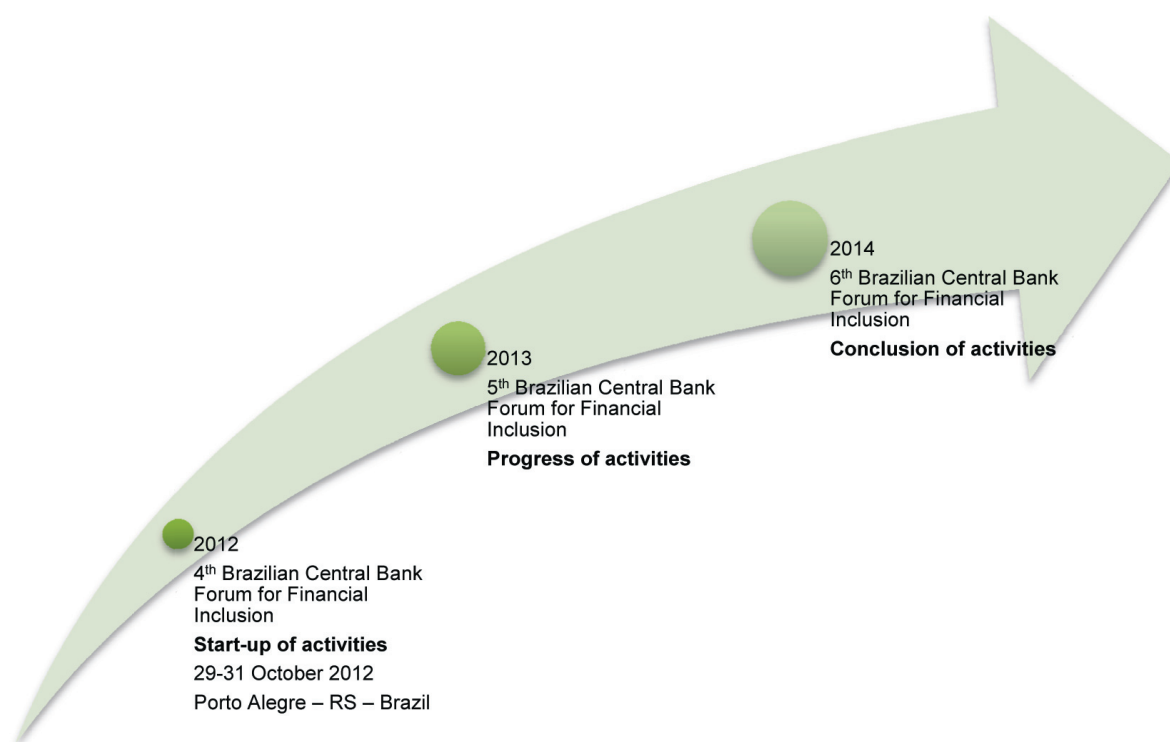 2012
4th Brazilian Central Bank
Forum for Financial
Inclusion
Start-up of activities
29-31 October 2012
Porto Alegre – RS – Brazil
2013
5th Brazilian Central Bank
Forum for Financial
Inclusion
Progress of activities
2014
6th Brazilian Central Bank
Forum for Financial
Inclusion
Conclusion of activities